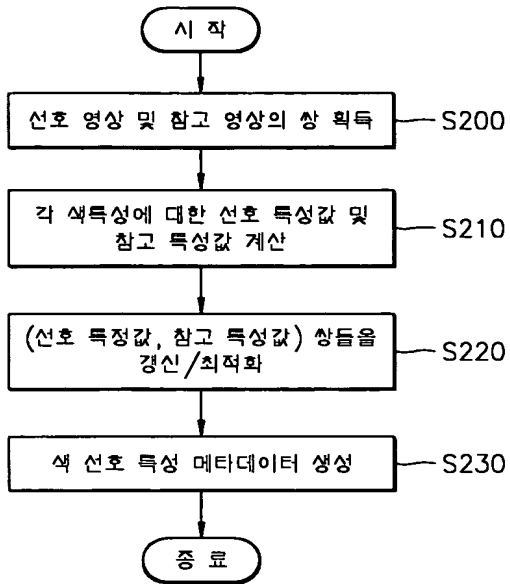 시 작
선호 영상 및 참고 영상의 쌍 획득
S200
각 색특성에 대한 선호 특성값 및
참고 특성값 계산
S210
(선호 특정값, 참고 특성값) 쌍들을
갱신/최적화
S220
색 선호 특성 메타데이터 생성
S230
종 료